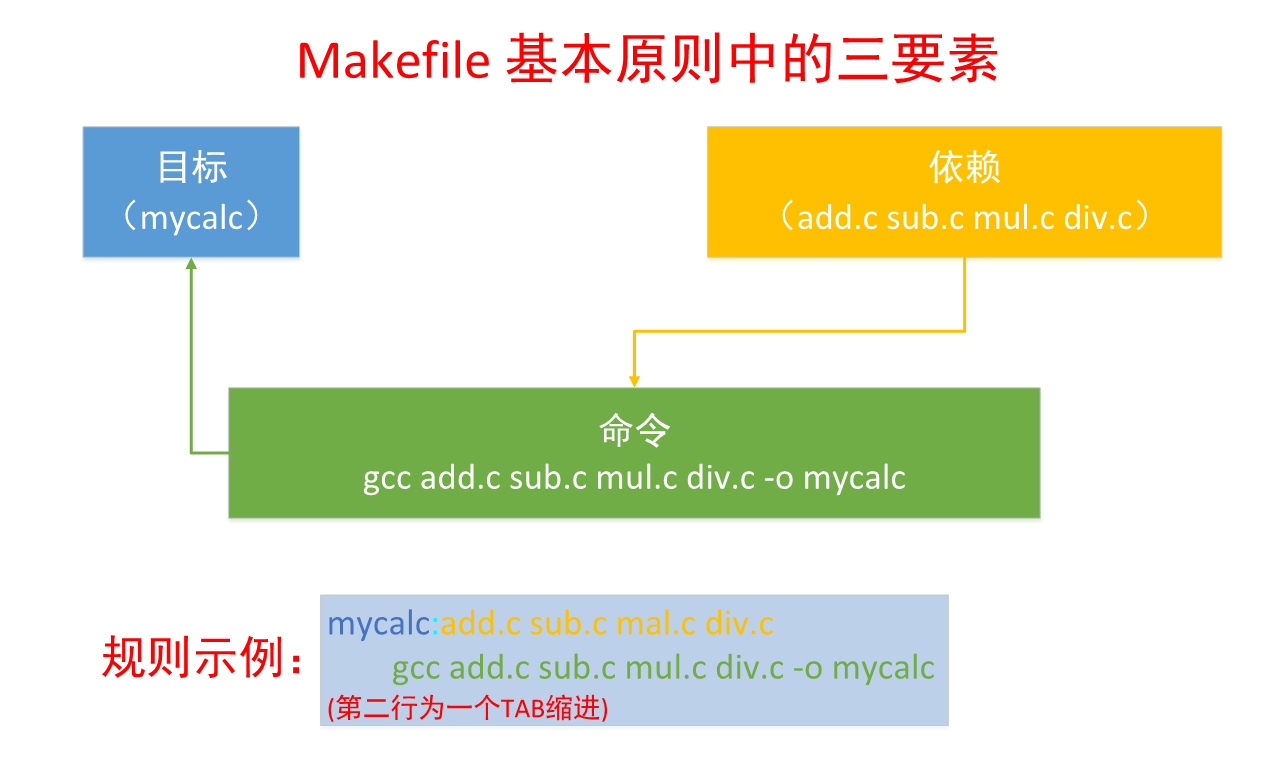 Makefile 基本原则中的三要素
目标
（mycalc）
依赖
（add.c sub.c mul.c div.c）
命令
gcc add.c sub.c mul.c div.c -o mycalc
规则示例：
mycalc:add.c sub.c mal.c div.c
gcc add.c sub.c mul.c div.c -o mycalc
(第二行为一个TAB缩进)